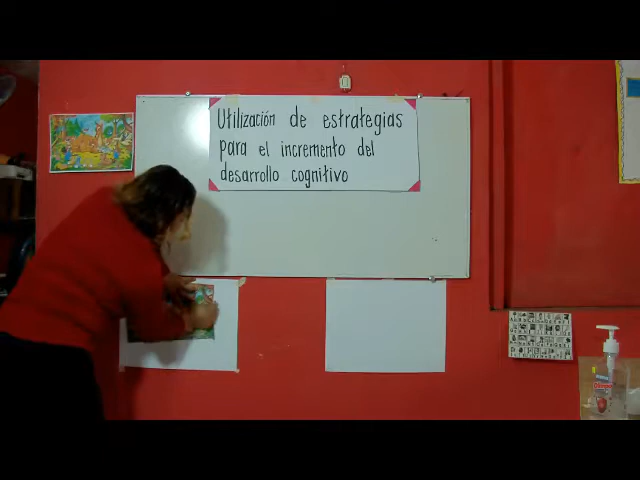 Utilización de estrategias
para el incremento del
desarrollo cognitivo